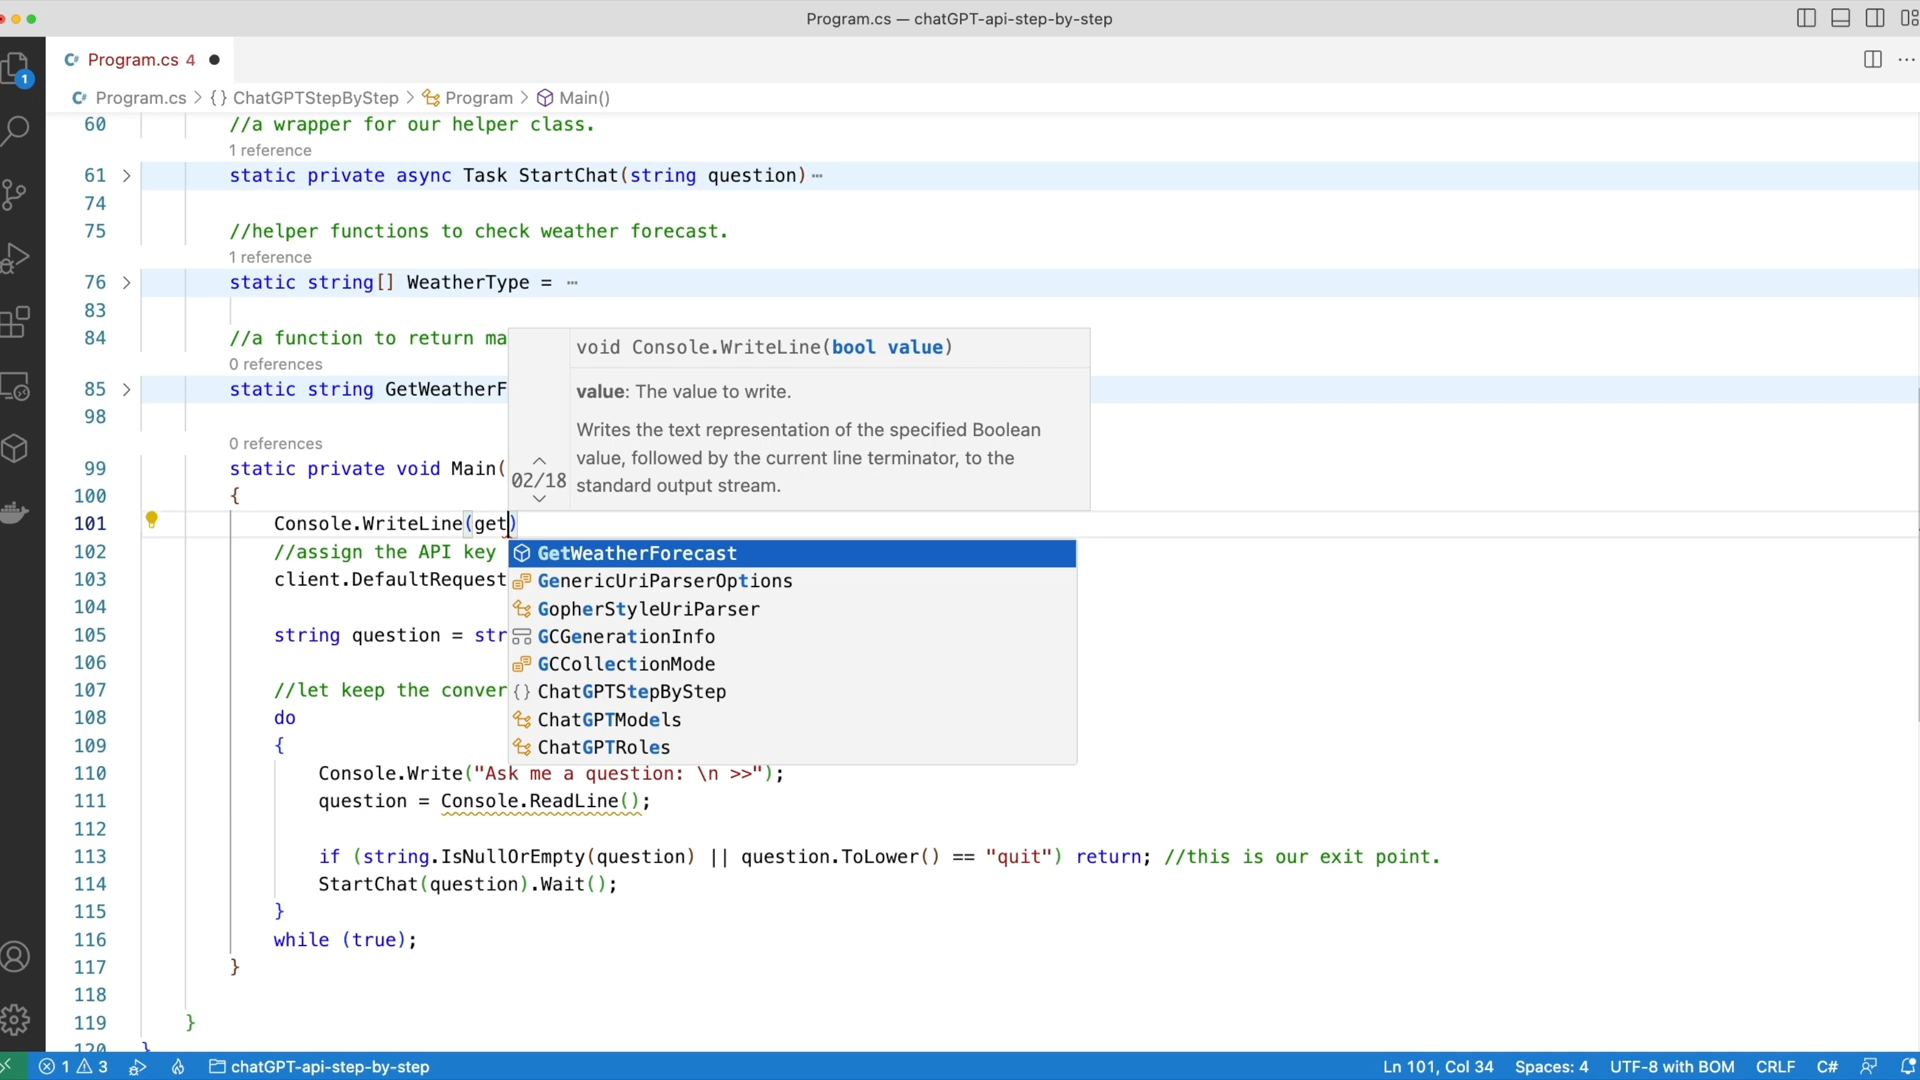 Program.cs — chatGPT-api-step-by-step
Program.cs 4
Program.cs > {} ChatGPTStepByStep > Program > Main()
60 //a wrapper for our helper class.
1 reference
61 static private async Task StartChat(string question)
74
75 //helper functions to check weather forecast.
1 reference
76 static string[] WeatherType =
83
84 //a function to return ma
0 references
85 static string GetWeatherF
98
0 references
99 static private void Main(
100 {
101 Console.WriteLine(get)
102 //assign the API key
103 client.DefaultRequest
104
105 string question = str
106
107 //let keep the conver
108 do
109 {
110 Console.Write("Ask me a question: \n >>");
111 question = Console.ReadLine();
112
113 if (string.IsNullOrEmpty(question) || question.ToLower() == "quit") return; //this is our exit point.
114 StartChat(question).Wait();
115 }
116 while (true);
117 }
118
119 }
120 }
void Console.WriteLine(bool value)
value: The value to write.
Writes the text representation of the specified Boolean
value, followed by the current line terminator, to the
standard output stream.
02/18
GetWeatherForecast
GenericUriParserOptions
GopherStyleUriParser
GCGenerationInfo
GCCollectionMode
ChatGPTStepByStep
ChatGPTModels
ChatGPTRoles
1
1 3 chatGPT-api-step-by-step Ln 101, Col 34 Spaces: 4 UTF-8 with BOM CRLF C#